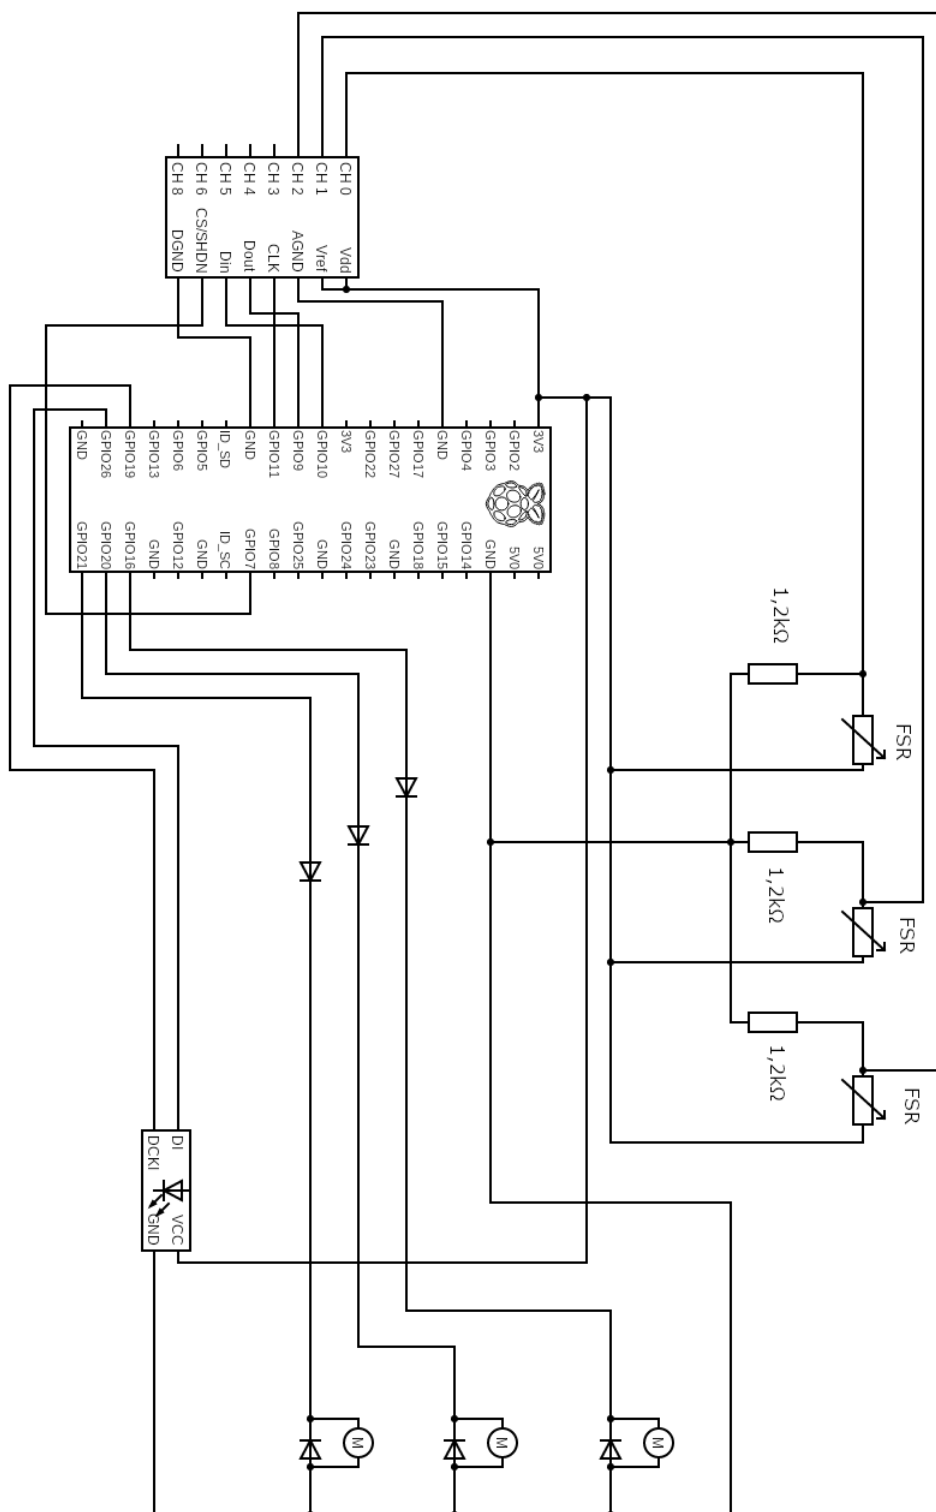 CH 8
CH 6
CH 5
CH 4
CH 3
CH 2
CH 1
CH 0
DGND
CS/SHDN
Din
Dout
CLK
AGND
Vref
Vdd
GND
GPIO26
GPIO19
GPIO13
GPIO6
GPIO5
ID_SD
GND
GPIO11
GPIO9
GPIO10
3V3
GPIO22
GPIO27
GPIO17
GND
GPIO4
GPIO3
GPIO2
3V3
GPIO21
GPIO20
GPIO16
GND
GPIO12
GND
ID_SC
GPIO7
GPIO8
GPIO25
GND
GPIO24
GPIO23
GND
GPIO18
GPIO15
GPIO14
GND
5V0
5V0
1,2kΩ
FSR
1,2kΩ
FSR
1,2kΩ
FSR
DCKI
DI
GND
VCC
M
M
M